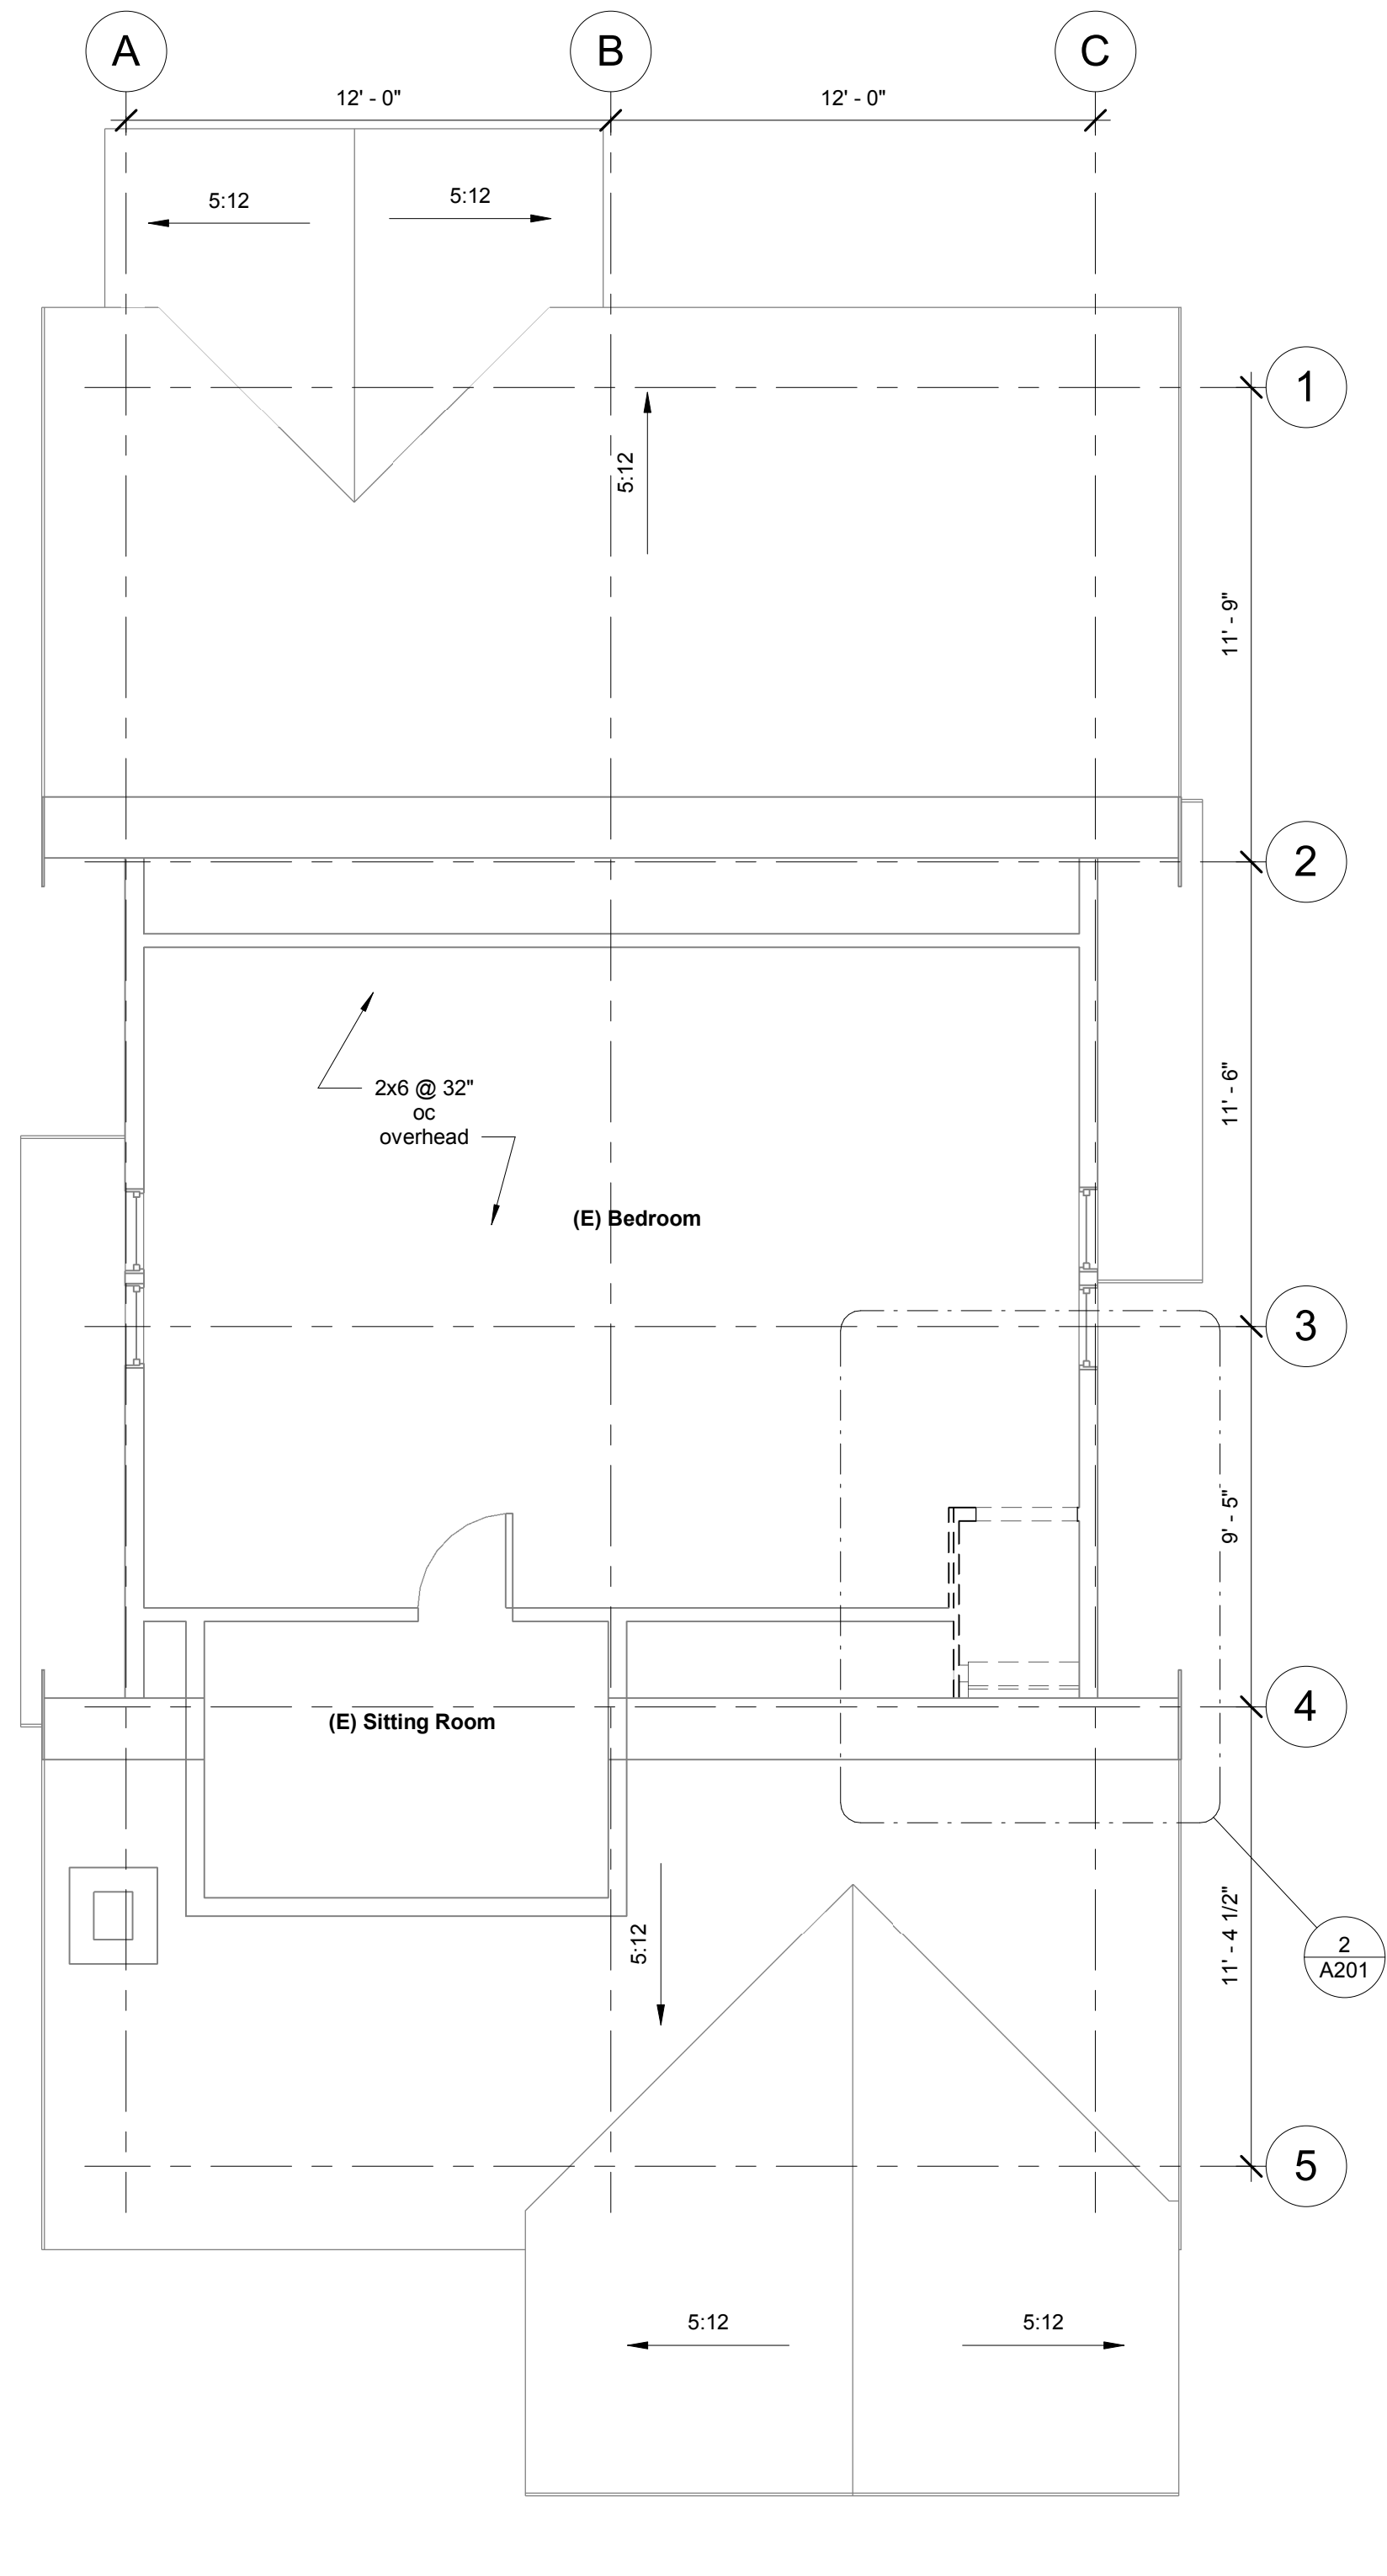 A
B
C
12' - 0"
12' - 0"
5:12
5:12
1
5:12
11' - 9"
2
2x6 @ 32"
oc
overhead
11' - 6"
(E) Bedroom
3
9' - 5"
4
(E) Sitting Room
5:12
11' - 4 1/2"
2
A201
5
5:12
5:12